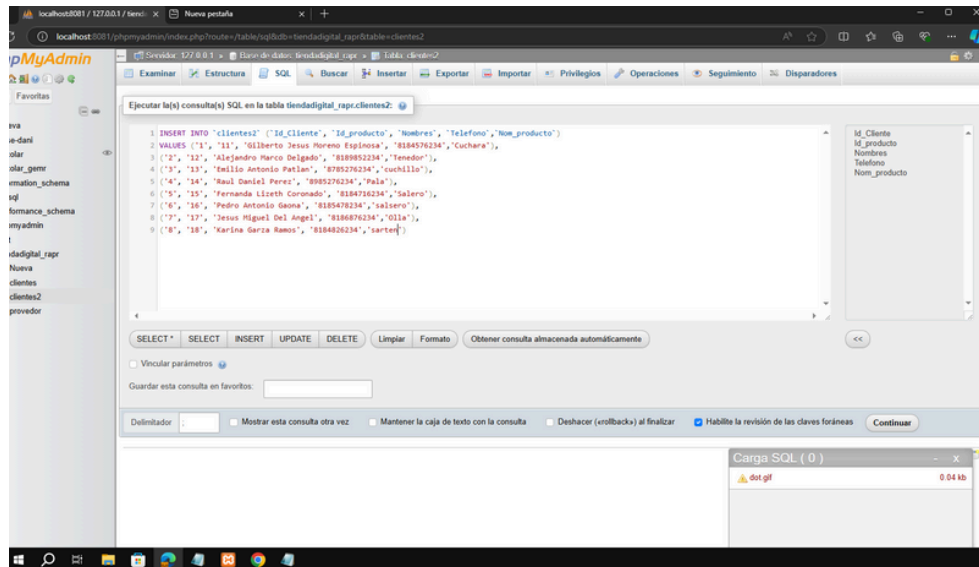 localhost:8081 / 127.0.0.1 / tiend
Nueva pestaña
localhost:8081/phpmyadmin/index.php?route=/table/sql&db=tiendadigital_rapr&table=clientes2
pMyAdmin
Favoritas
eva
e-dani
olar
olar_gemr
rmation_schema
sql
formance_schema
myadmin
t
idadigital_rapr
Nueva
clientes
clientes2
provedor
Servidor: 127.0.0.1 » Base de datos: tiendadigital_rapr » Tabla: clientes2
Examinar Estructura SQL Buscar Insertar Exportar Importar Privilegios Operaciones Seguimiento Disparadores
Ejecutar la(s) consulta(s) SQL en la tabla tiendadigital_rapr.clientes2:
1 INSERT INTO `clientes2` (`Id_Cliente`, `Id_producto`, `Nombres`, `Telefono`,`Nom_producto`)
2 VALUES ('1', '11', 'Gilberto Jesus Moreno Espinosa', '8184576234','Cuchara'),
3 ('2', '12', 'Alejandro Marco Delgado', '8189852234','Tenedor'),
4 ('3', '13', 'Emilio Antonio Patlan', '8785276234','cuchillo'),
5 ('4', '14', 'Raul Daniel Perez', '8985276234','Pala'),
6 ('5', '15', 'Fernanda Lizeth Coronado', '8184716234','Salero'),
7 ('6', '16', 'Pedro Antonio Gaona', '8185478234','salsero'),
8 ('7', '17', 'Jesus Miguel Del Angel', '8186876234','Olla'),
9 ('8', '18', 'Karina Garza Ramos', '8184826234','sarten')
Id_Cliente
Id_producto
Nombres
Telefono
Nom_producto
SELECT * SELECT INSERT UPDATE DELETE Limpiar Formato Obtener consulta almacenada automáticamente <<
Vincular parámetros
Guardar esta consulta en favoritos:
Delimitador ; Mostrar esta consulta otra vez Mantener la caja de texto con la consulta Deshacer («rollback») al finalizar Habilite la revisión de las claves foráneas Continuar
Carga SQL ( 0 ) - x
dot.gif 0.04 kb